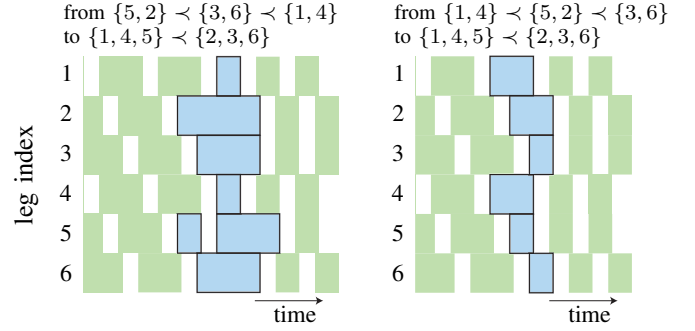 from {5, 2} ≺ {3, 6} ≺ {1, 4}
to {1, 4, 5} ≺ {2, 3, 6}
from {1, 4} ≺ {5, 2} ≺ {3, 6}
to {1, 4, 5} ≺ {2, 3, 6}
leg index
1
2
3
4
5
6
time
1
2
3
4
5
6
time